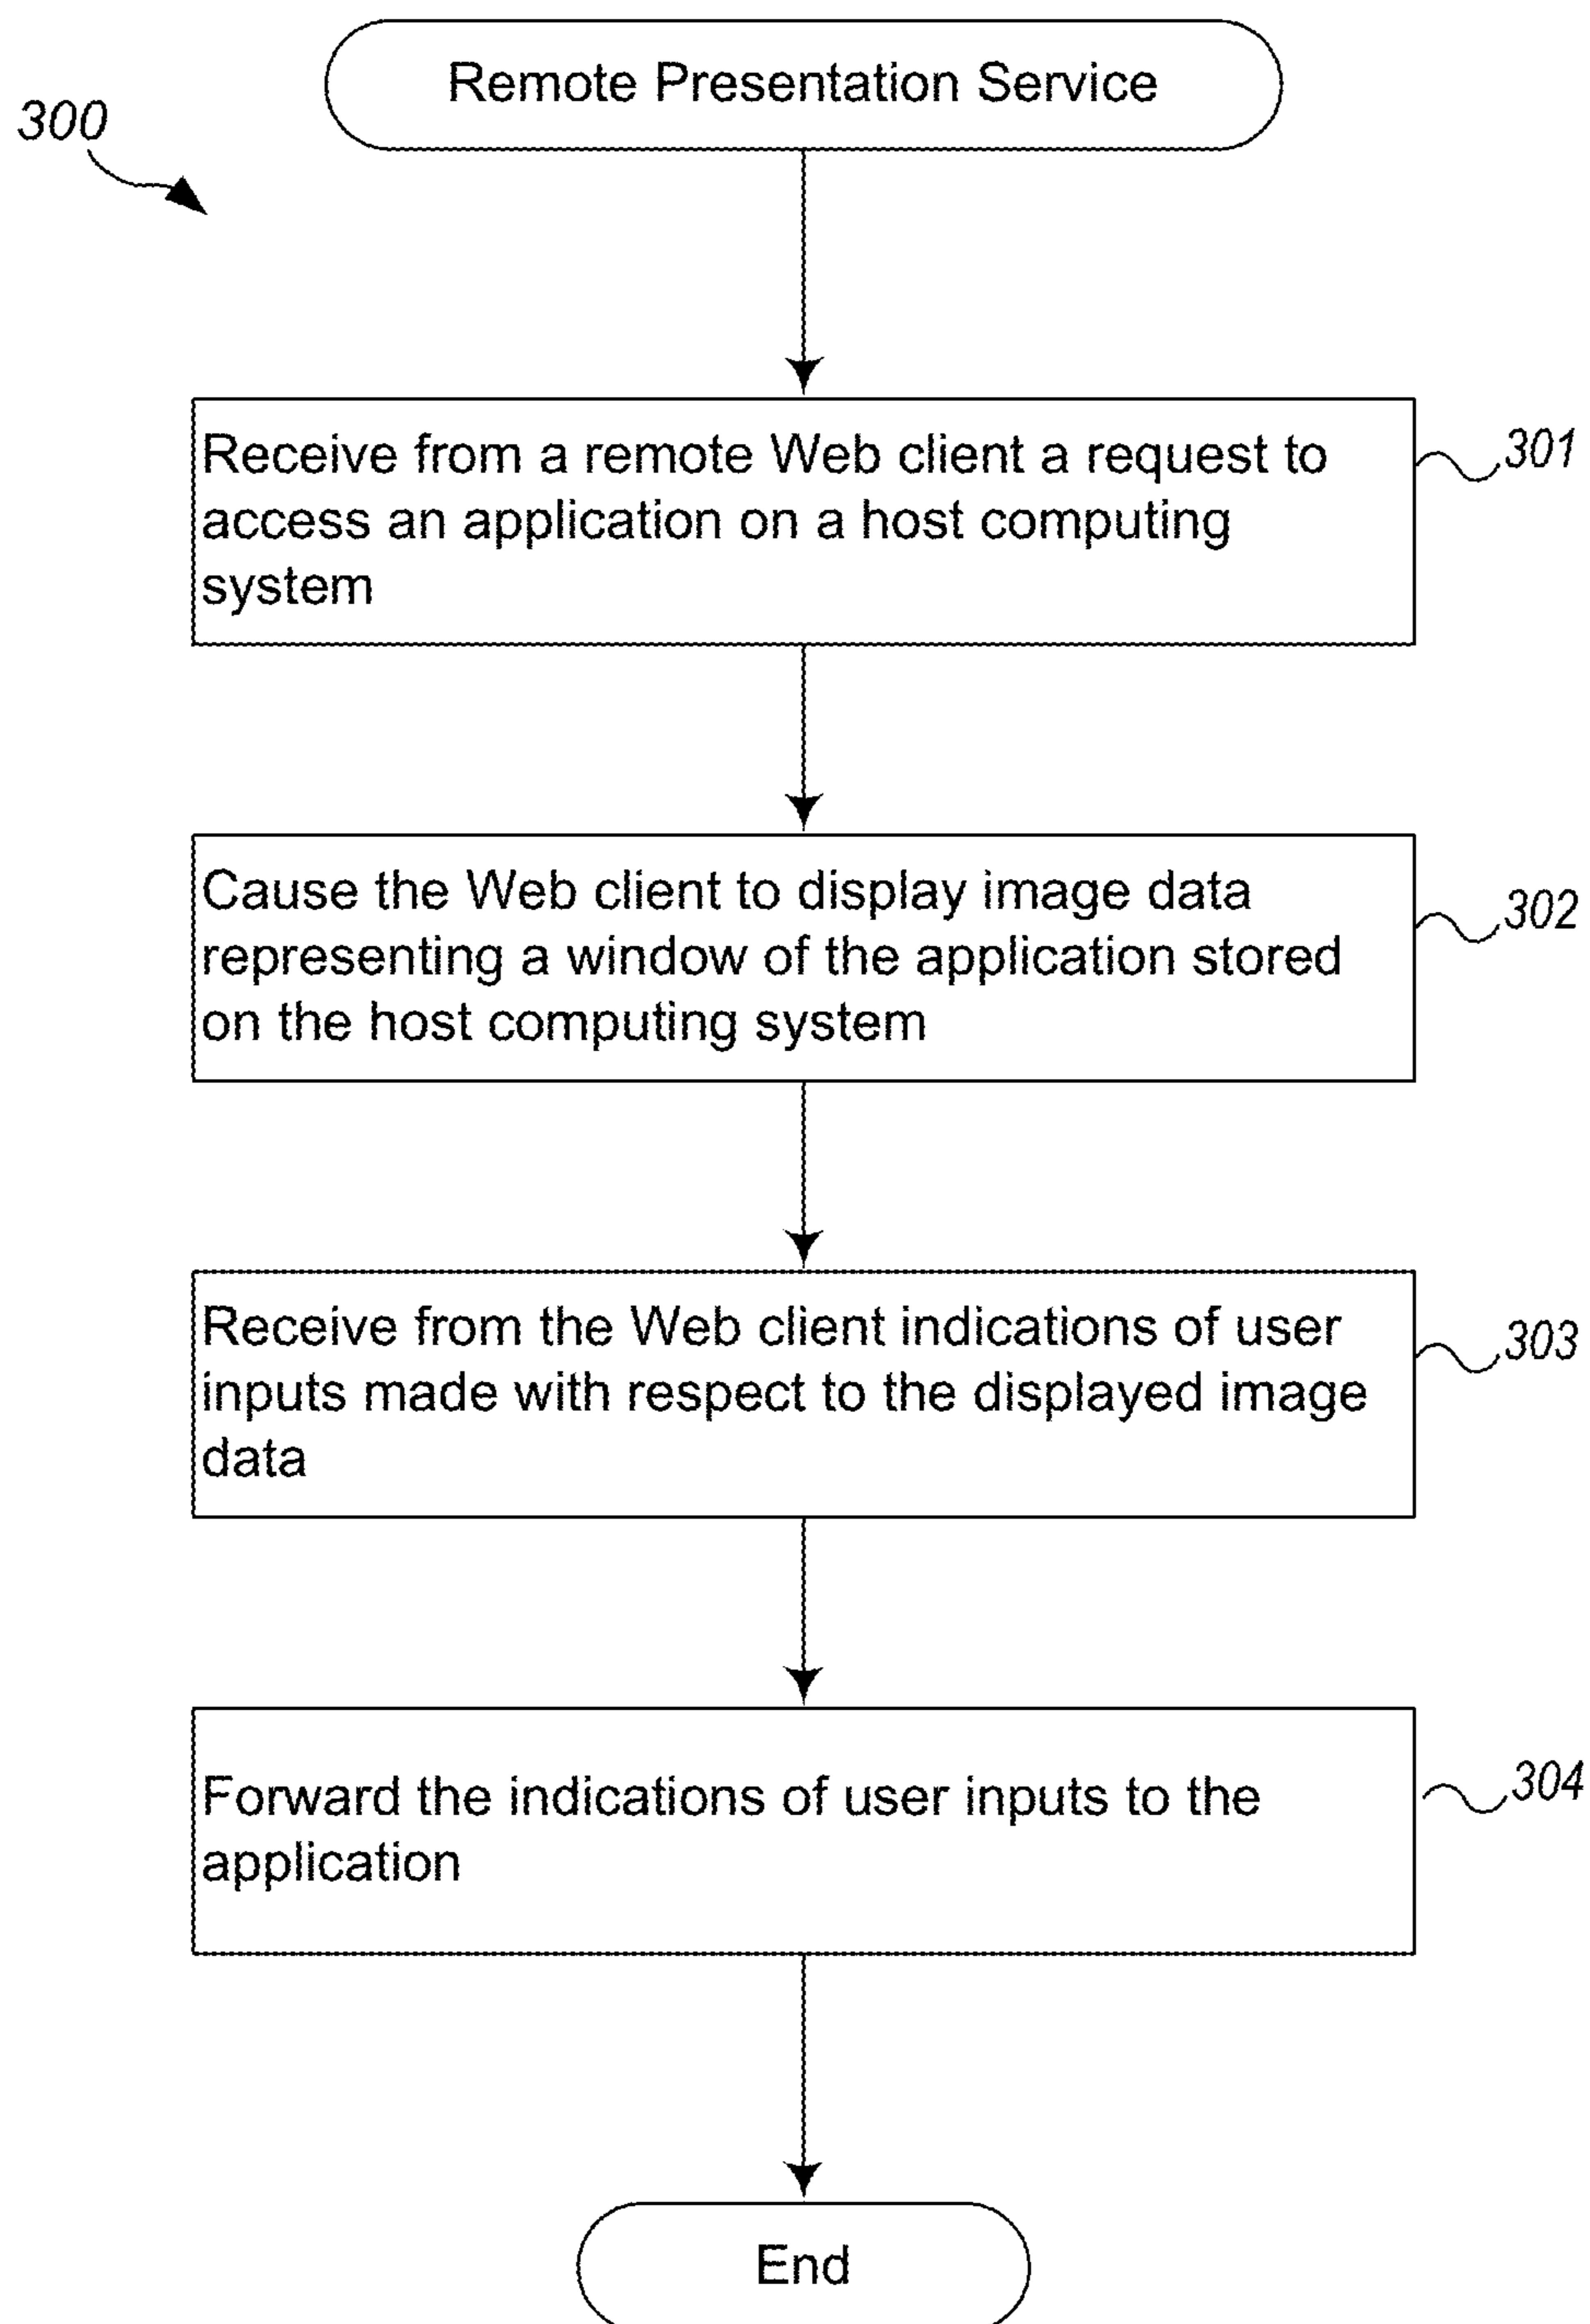 Remote Presentation Service
300
Receive from a remote Web client a request to
access an application on a host computing
system
301
Cause the Web client to display image data
representing a window of the application stored
on the host computing system
302
Receive from the Web client indications of user
inputs made with respect to the displayed image
data
303
Forward the indications of user inputs to the
application
304
End